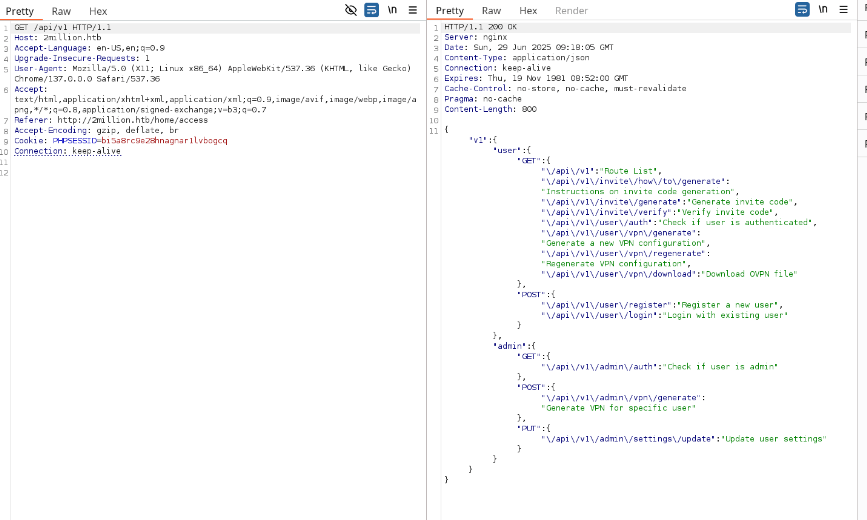 Pretty Raw Hex \n
1 GET /api/v1 HTTP/1.1
2 Host: 2million.htb
3 Accept-Language: en-US,en;q=0.9
4 Upgrade-Insecure-Requests: 1
5 User-Agent: Mozilla/5.0 (X11; Linux x86_64) AppleWebKit/537.36 (KHTML, like Gecko)
Chrome/137.0.0.0 Safari/537.36
6 Accept:
text/html,application/xhtml+xml,application/xml;q=0.9,image/avif,image/webp,image/a
png,*/*;q=0.8,application/signed-exchange;v=b3;q=0.7
7 Referer: http://2million.htb/home/access
8 Accept-Encoding: gzip, deflate, br
9 Cookie: PHPSESSID=bi5a8rc9e28hnagnar1lvbogcq
10 Connection: keep-alive
11
12
Pretty Raw Hex Render \n
1 HTTP/1.1 200 OK
2 Server: nginx
3 Date: Sun, 29 Jun 2025 09:18:05 GMT
4 Content-Type: application/json
5 Connection: keep-alive
6 Expires: Thu, 19 Nov 1981 08:52:00 GMT
7 Cache-Control: no-store, no-cache, must-revalidate
8 Pragma: no-cache
9 Content-Length: 800
10
11 {
"v1":{
"user":{
"GET":{
"\/api\/v1":"Route List",
"\/api\/v1\/invite\/how\/to\/generate":
"Instructions on invite code generation",
"\/api\/v1\/invite\/generate":"Generate invite code",
"\/api\/v1\/invite\/verify":"Verify invite code",
"\/api\/v1\/user\/auth":"Check if user is authenticated",
"\/api\/v1\/user\/vpn\/generate":
"Generate a new VPN configuration",
"\/api\/v1\/user\/vpn\/regenerate":
"Regenerate VPN configuration",
"\/api\/v1\/user\/vpn\/download":"Download OVPN file"
},
"POST":{
"\/api\/v1\/user\/register":"Register a new user",
"\/api\/v1\/user\/login":"Login with existing user"
}
},
"admin":{
"GET":{
"\/api\/v1\/admin\/auth":"Check if user is admin"
},
"POST":{
"\/api\/v1\/admin\/vpn\/generate":
"Generate VPN for specific user"
},
"PUT":{
"\/api\/v1\/admin\/settings\/update":"Update user settings"
}
}
}
}